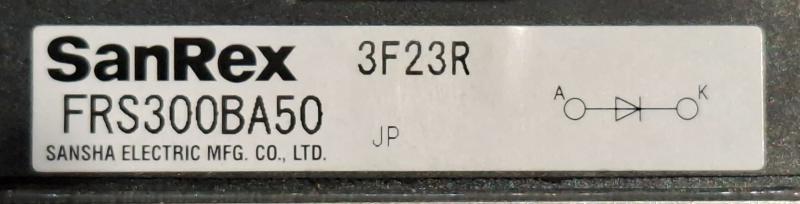 SanRex 3F23R
FRS300BA50
JP
SANSHA ELECTRIC MFG. CO., LTD.
A K